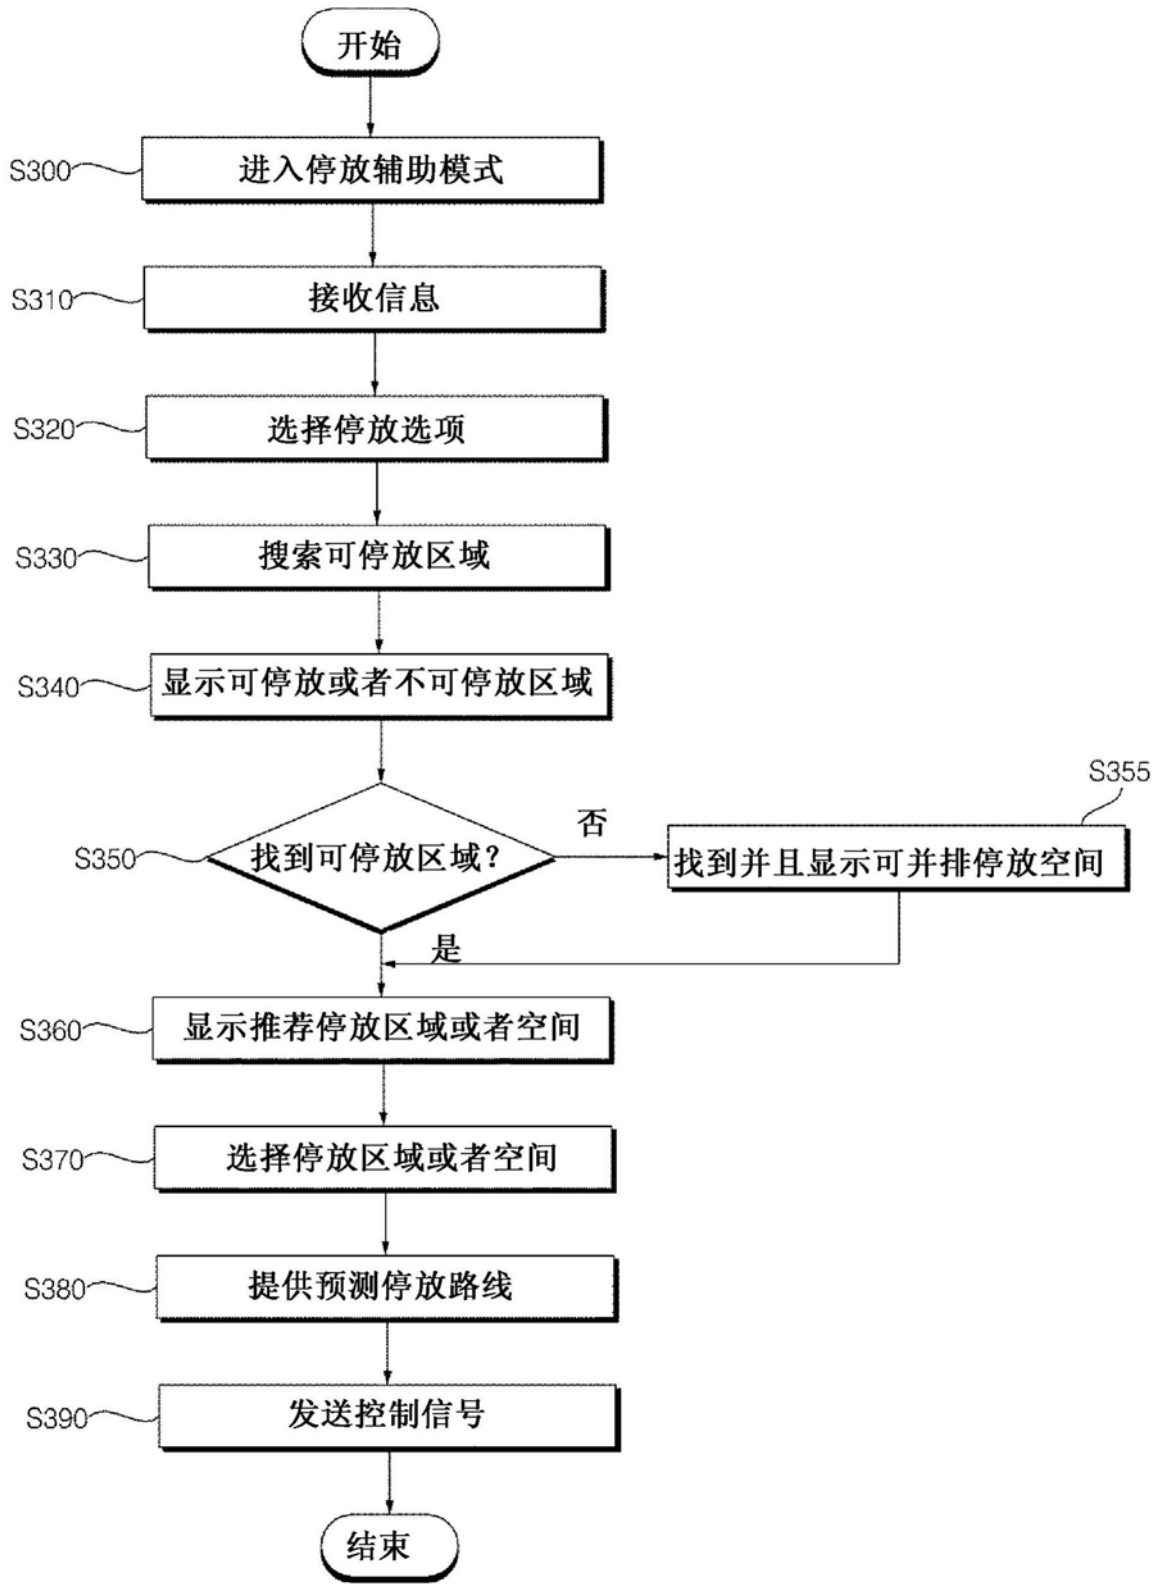 开始
S300
进入停放辅助模式
S310
接收信息
S320
选择停放选项
S330
搜索可停放区域
S340
显示可停放或者不可停放区域
S355
S350
找到可停放区域？
否
找到并且显示可并排停放空间
是
S360
显示推荐停放区域或者空间
S370
选择停放区域或者空间
S380
提供预测停放路线
S390
发送控制信号
结束